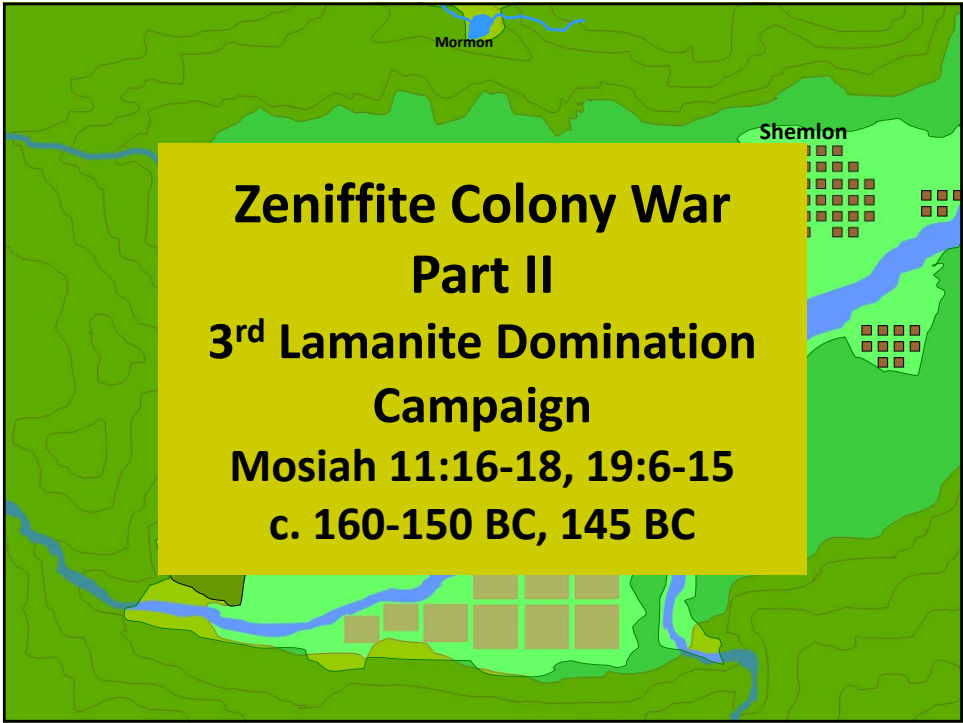 Mormon
Shemlon
Zeniffite Colony War
Part II
3rd Lamanite Domination
Campaign
Mosiah 11:16-18, 19:6-15
c. 160-150 BC, 145 BC